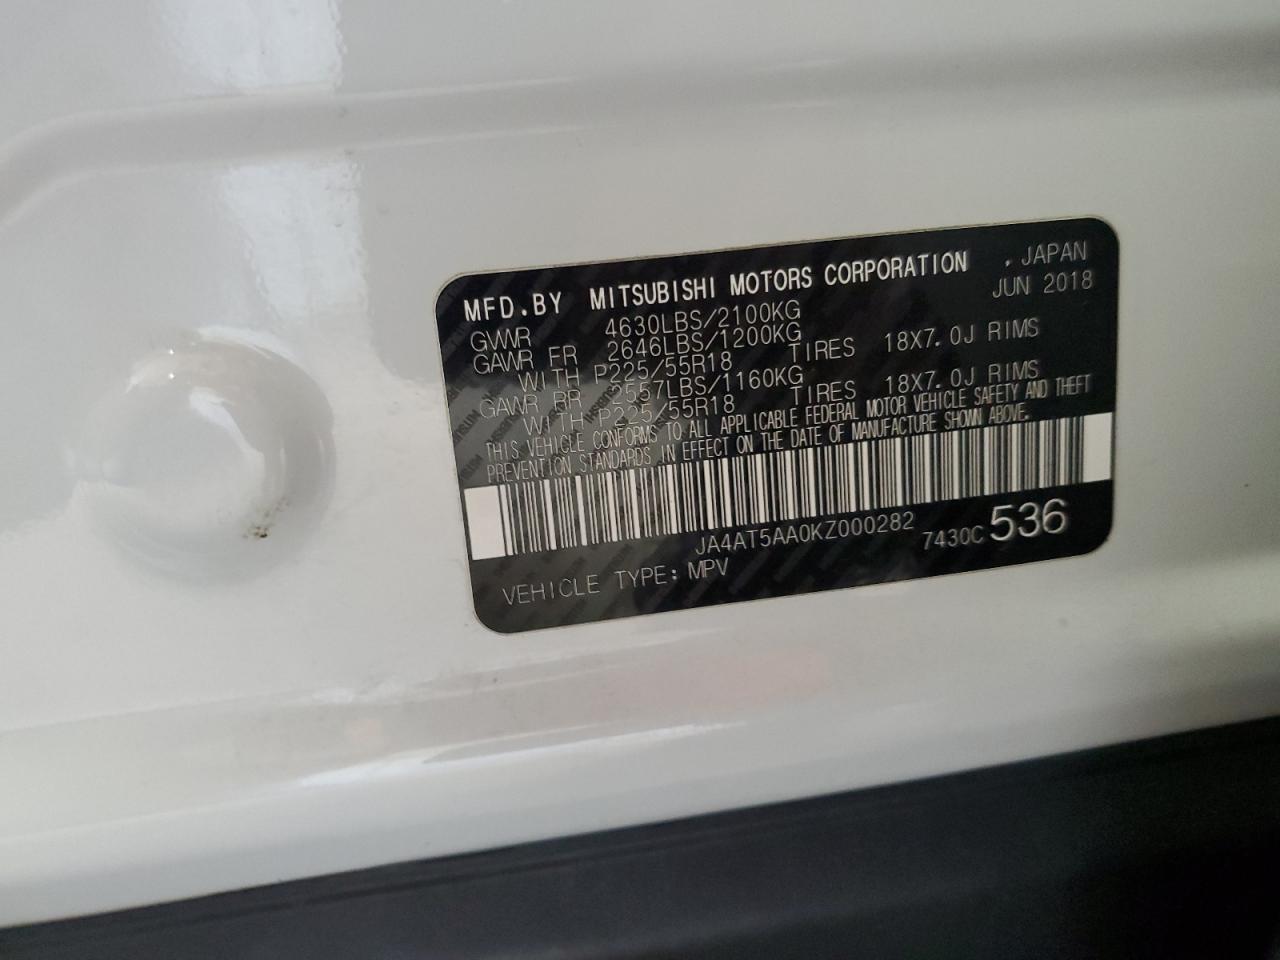 MFD.BY MITSUBISHI MOTORS CORPORATION , JAPAN
JUN 2018
GVWR 4630LBS/2100KG
GAWR FR 2646LBS/1200KG
WITH P225/55R18 TIRES 18X7.0J RIMS
GAWR RR 2557LBS/1160KG
WITH P225/55R18 TIRES 18X7.0J RIMS
THIS VEHICLE CONFORMS TO ALL APPLICABLE FEDERAL MOTOR VEHICLE SAFETY AND THEFT
PREVENTION STANDARDS IN EFFECT ON THE DATE OF MANUFACTURE SHOWN ABOVE.
JA4AT5AA0KZ000282 7430C 536
VEHICLE TYPE: MPV